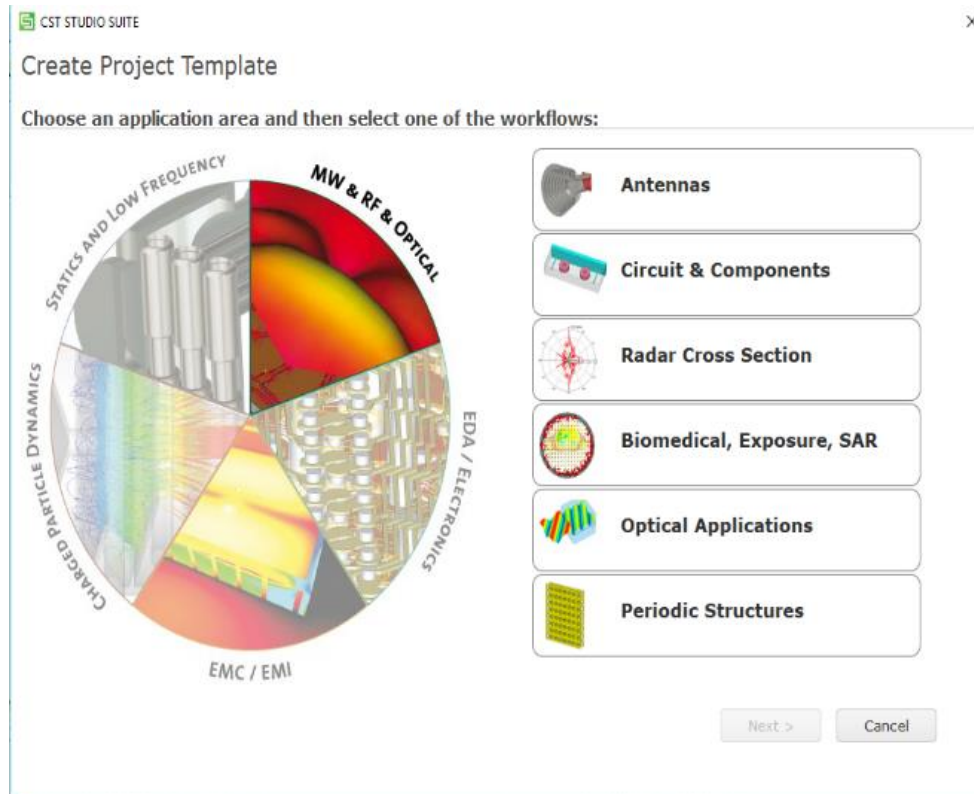 CST STUDIO SUITE
Create Project Template
Choose an application area and then select one of the workflows:
STATICS AND LOW FREQUENCY
MW & RF & OPTICAL
EDA / ELECTRONICS
EMC / EMI
CHARGED PARTICLE DYNAMICS
Antennas
Circuit & Components
Radar Cross Section
Biomedical, Exposure, SAR
Optical Applications
Periodic Structures
Next >
Cancel